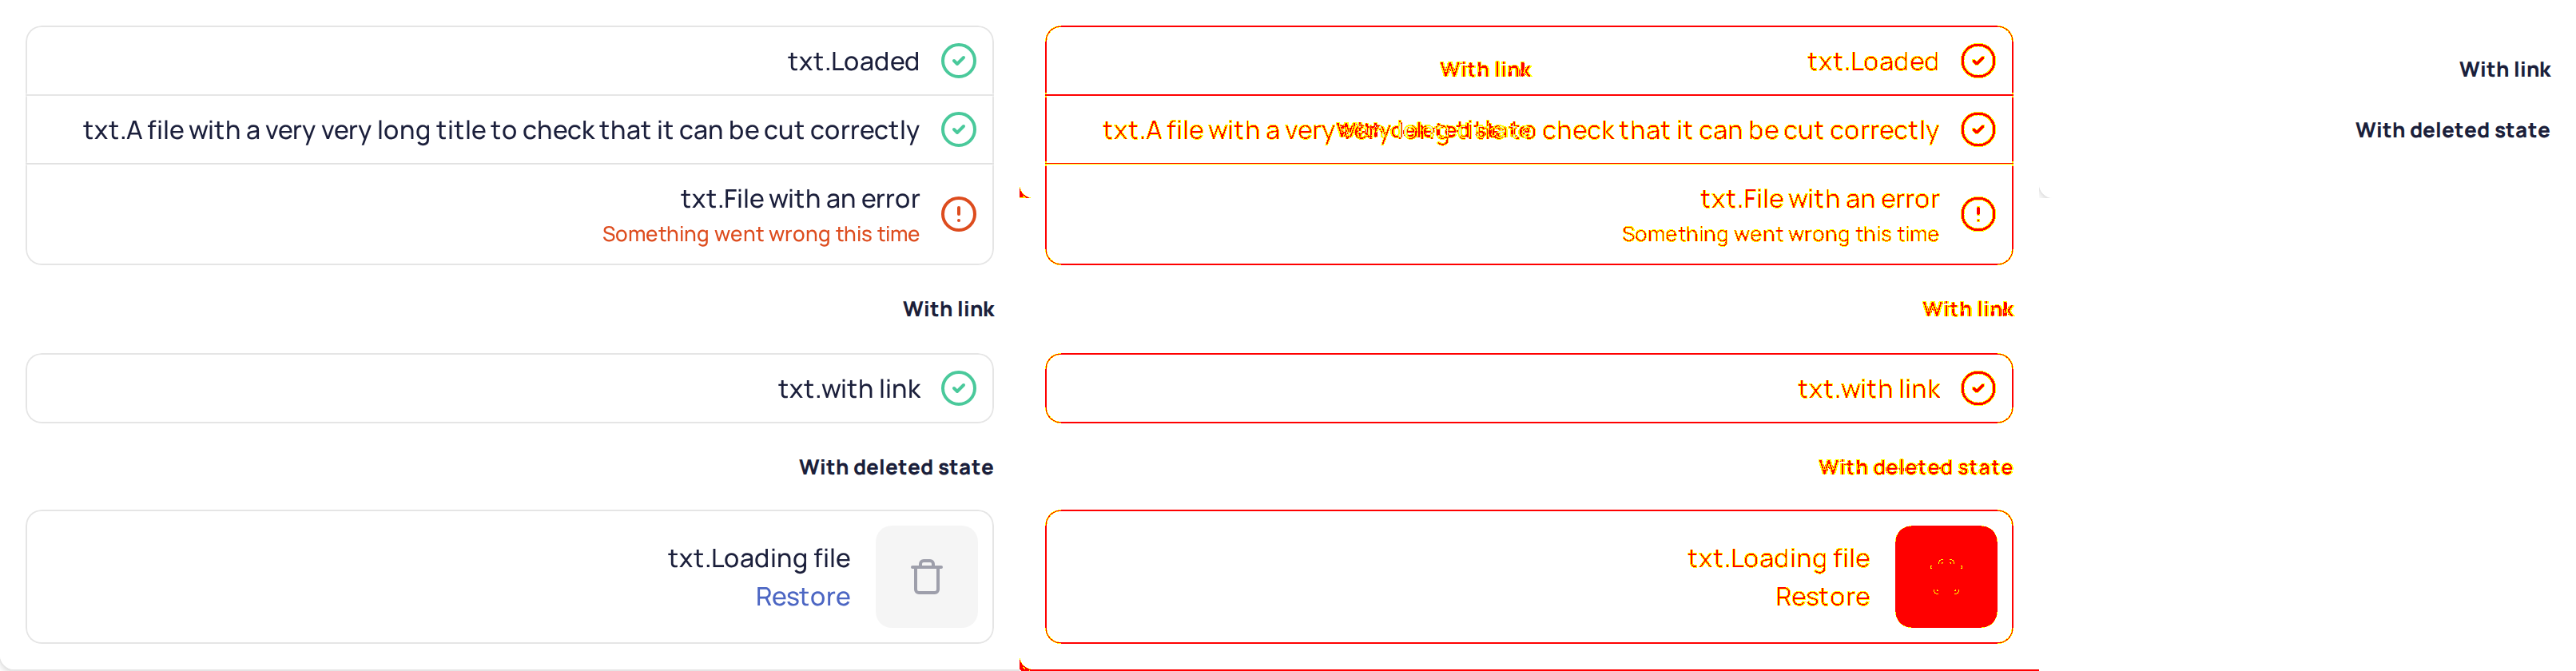 txt.Loaded
txt.A file with a very very long title to check that it can be cut correctly
txt.File with an error
Something went wrong this time
With link
txt.with link
With deleted state
txt.Loading file
Restore
txt.Loaded
With link
txt.A file with a very
to check that it can be cut correctly
txt.File with an error
Something went wrong this time
With link
txt.with link
With deleted state
txt.Loading file
Restore
With link
With deleted state